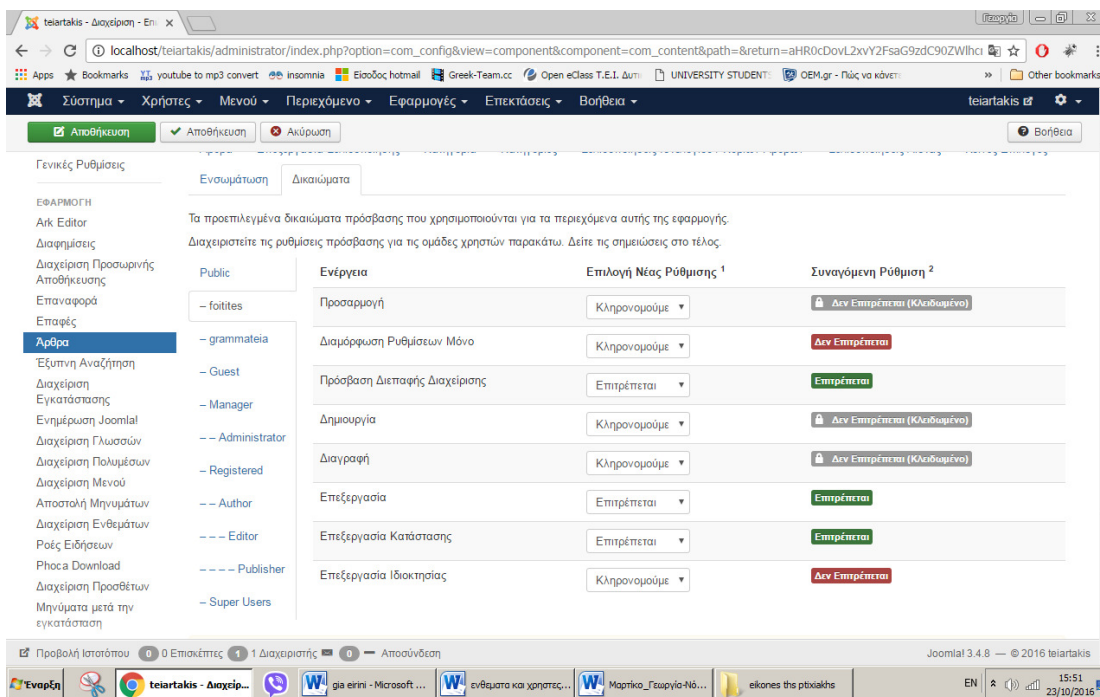 teiartakis - Διαχείριση - Επι
Γεωργία
localhost/teiartakis/administrator/index.php?option=com_config&view=component&component=com_content&path=&return=aHR0cDovL2xvY2FsaG9zdC90ZWlhci
Apps Bookmarks youtube to mp3 convert insomnia Είσοδος hotmail Greek-Team.cc Open eClass Τ.Ε.Ι. Δυτι UNIVERSITY STUDENT OEM.gr - Πώς να κάνετε Other bookmarks
Σύστημα Χρήστες Μενού Περιεχόμενο Εφαρμογές Επεκτάσεις Βοήθεια teiartakis
Αποθήκευση Αποθήκευση Ακύρωση Βοήθεια
Γενικές Ρυθμίσεις
ΕΦΑΡΜΟΓΗ
Ark Editor
Διαφημίσεις
Διαχείριση Προσωρινής
Αποθήκευσης
Επαναφορά
Επαφές
Άρθρα
Έξυπνη Αναζήτηση
Διαχείριση
Εγκατάστασης
Ενημέρωση Joomla!
Διαχείριση Γλωσσών
Διαχείριση Πολυμέσων
Διαχείριση Μενού
Αποστολή Μηνυμάτων
Διαχείριση Ενθεμάτων
Ροές Ειδήσεων
Phoca Download
Διαχείριση Προσθέτων
Μηνύματα μετά την
εγκατάσταση
Ενσωμάτωση Δικαιώματα
Τα προεπιλεγμένα δικαιώματα πρόσβασης που χρησιμοποιούνται για τα περιεχόμενα αυτής της εφαρμογής.
Διαχειριστείτε τις ρυθμίσεις πρόσβασης για τις ομάδες χρηστών παρακάτω. Δείτε τις σημειώσεις στο τέλος.
Public
– foitites
– grammateia
– Guest
– Manager
– – Administrator
– Registered
– – Author
– – – Editor
– – – – Publisher
– Super Users
Ενέργεια Επιλογή Νέας Ρύθμισης 1 Συναγόμενη Ρύθμιση 2
Προσαρμογή Κληρονομούμε Δεν Επιτρέπεται (Κλειδωμένο)
Διαμόρφωση Ρυθμίσεων Μόνο Κληρονομούμε Δεν Επιτρέπεται
Πρόσβαση Διεπαφής Διαχείρισης Επιτρέπεται Επιτρέπεται
Δημιουργία Κληρονομούμε Δεν Επιτρέπεται (Κλειδωμένο)
Διαγραφή Κληρονομούμε Δεν Επιτρέπεται (Κλειδωμένο)
Επεξεργασία Επιτρέπεται Επιτρέπεται
Επεξεργασία Κατάστασης Επιτρέπεται Επιτρέπεται
Επεξεργασία Ιδιοκτησίας Κληρονομούμε Δεν Επιτρέπεται
Προβολή Ιστοτόπου 0 0 Επισκέπτες 1 1 Διαχειριστής 0 Αποσύνδεση Joomla! 3.4.8 — © 2016 teiartakis
Έναρξη teiartakis - Διαχείρ... gia eirini - Microsoft ... ενθεματα και χρηστες... Μαρτίκο_Γεωργία-Νό... eikones ths ptixiakhs EN 15:51
23/10/2016